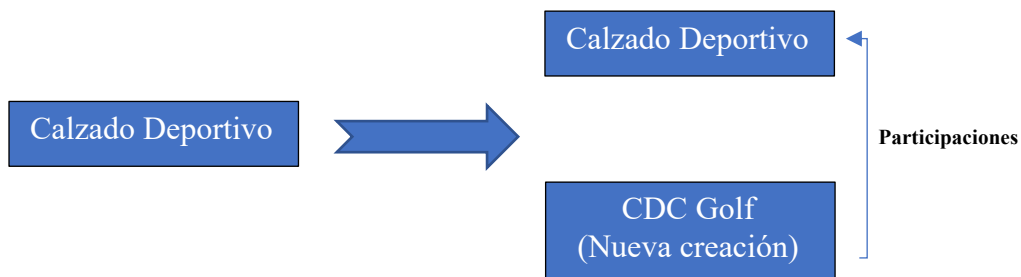 Calzado Deportivo
Calzado Deportivo
Participaciones
CDC Golf
(Nueva creación)